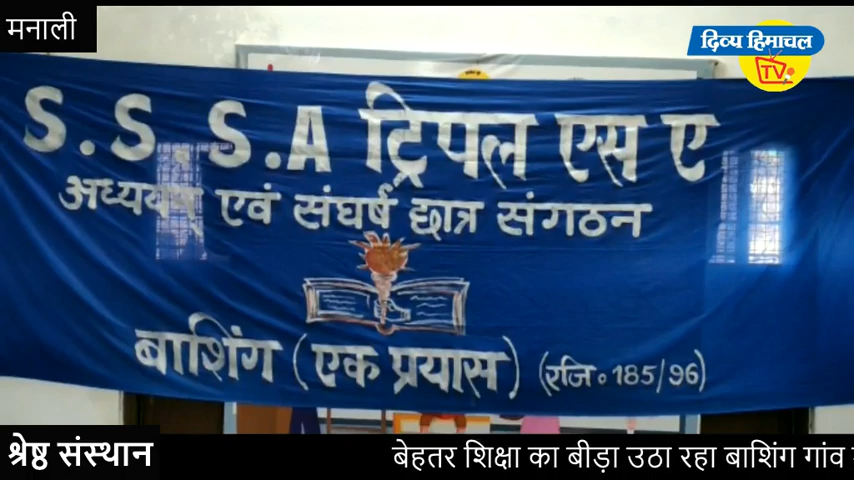 मनाली
दिव्य हिमाचल
TV
S.S.S.A ट्रिपल एस ए
अध्ययन एवं संघर्ष छात्र संगठन
बाशिंग (एक प्रयास) (रजि॰ 185/96)
श्रेष्ठ संस्थान
बेहतर शिक्षा का बीड़ा उठा रहा बाशिंग गांव